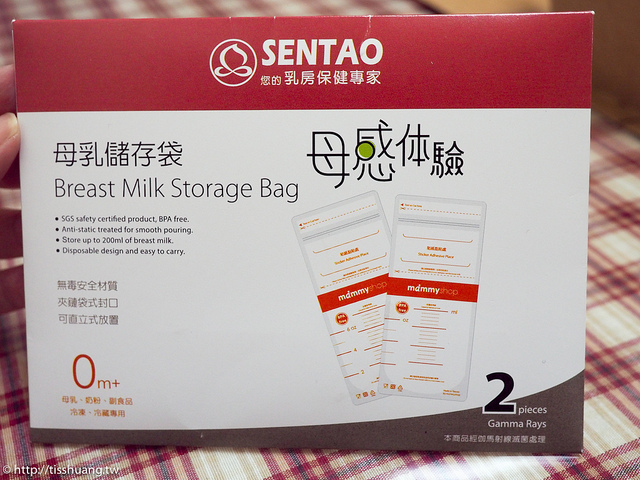 SENTAO
您的 乳房保健專家
母乳儲存袋
母感体驗
Breast Milk Storage Bag
• SGS safety certified product, BPA free.
• Anti-static treated for smooth pouring.
• Store up to 200ml of breast milk.
• Disposable design and easy to carry.
無毒安全材質
夾鏈袋式封口
可直立式放置
mammyshop
mammyshop
6 oz
oz
ml
0m+
母乳、奶粉、副食品
冷凍、冷藏專用
2 pieces
Gamma Rays
本商品經伽馬射線滅菌處理
© http://tisshuang.tw